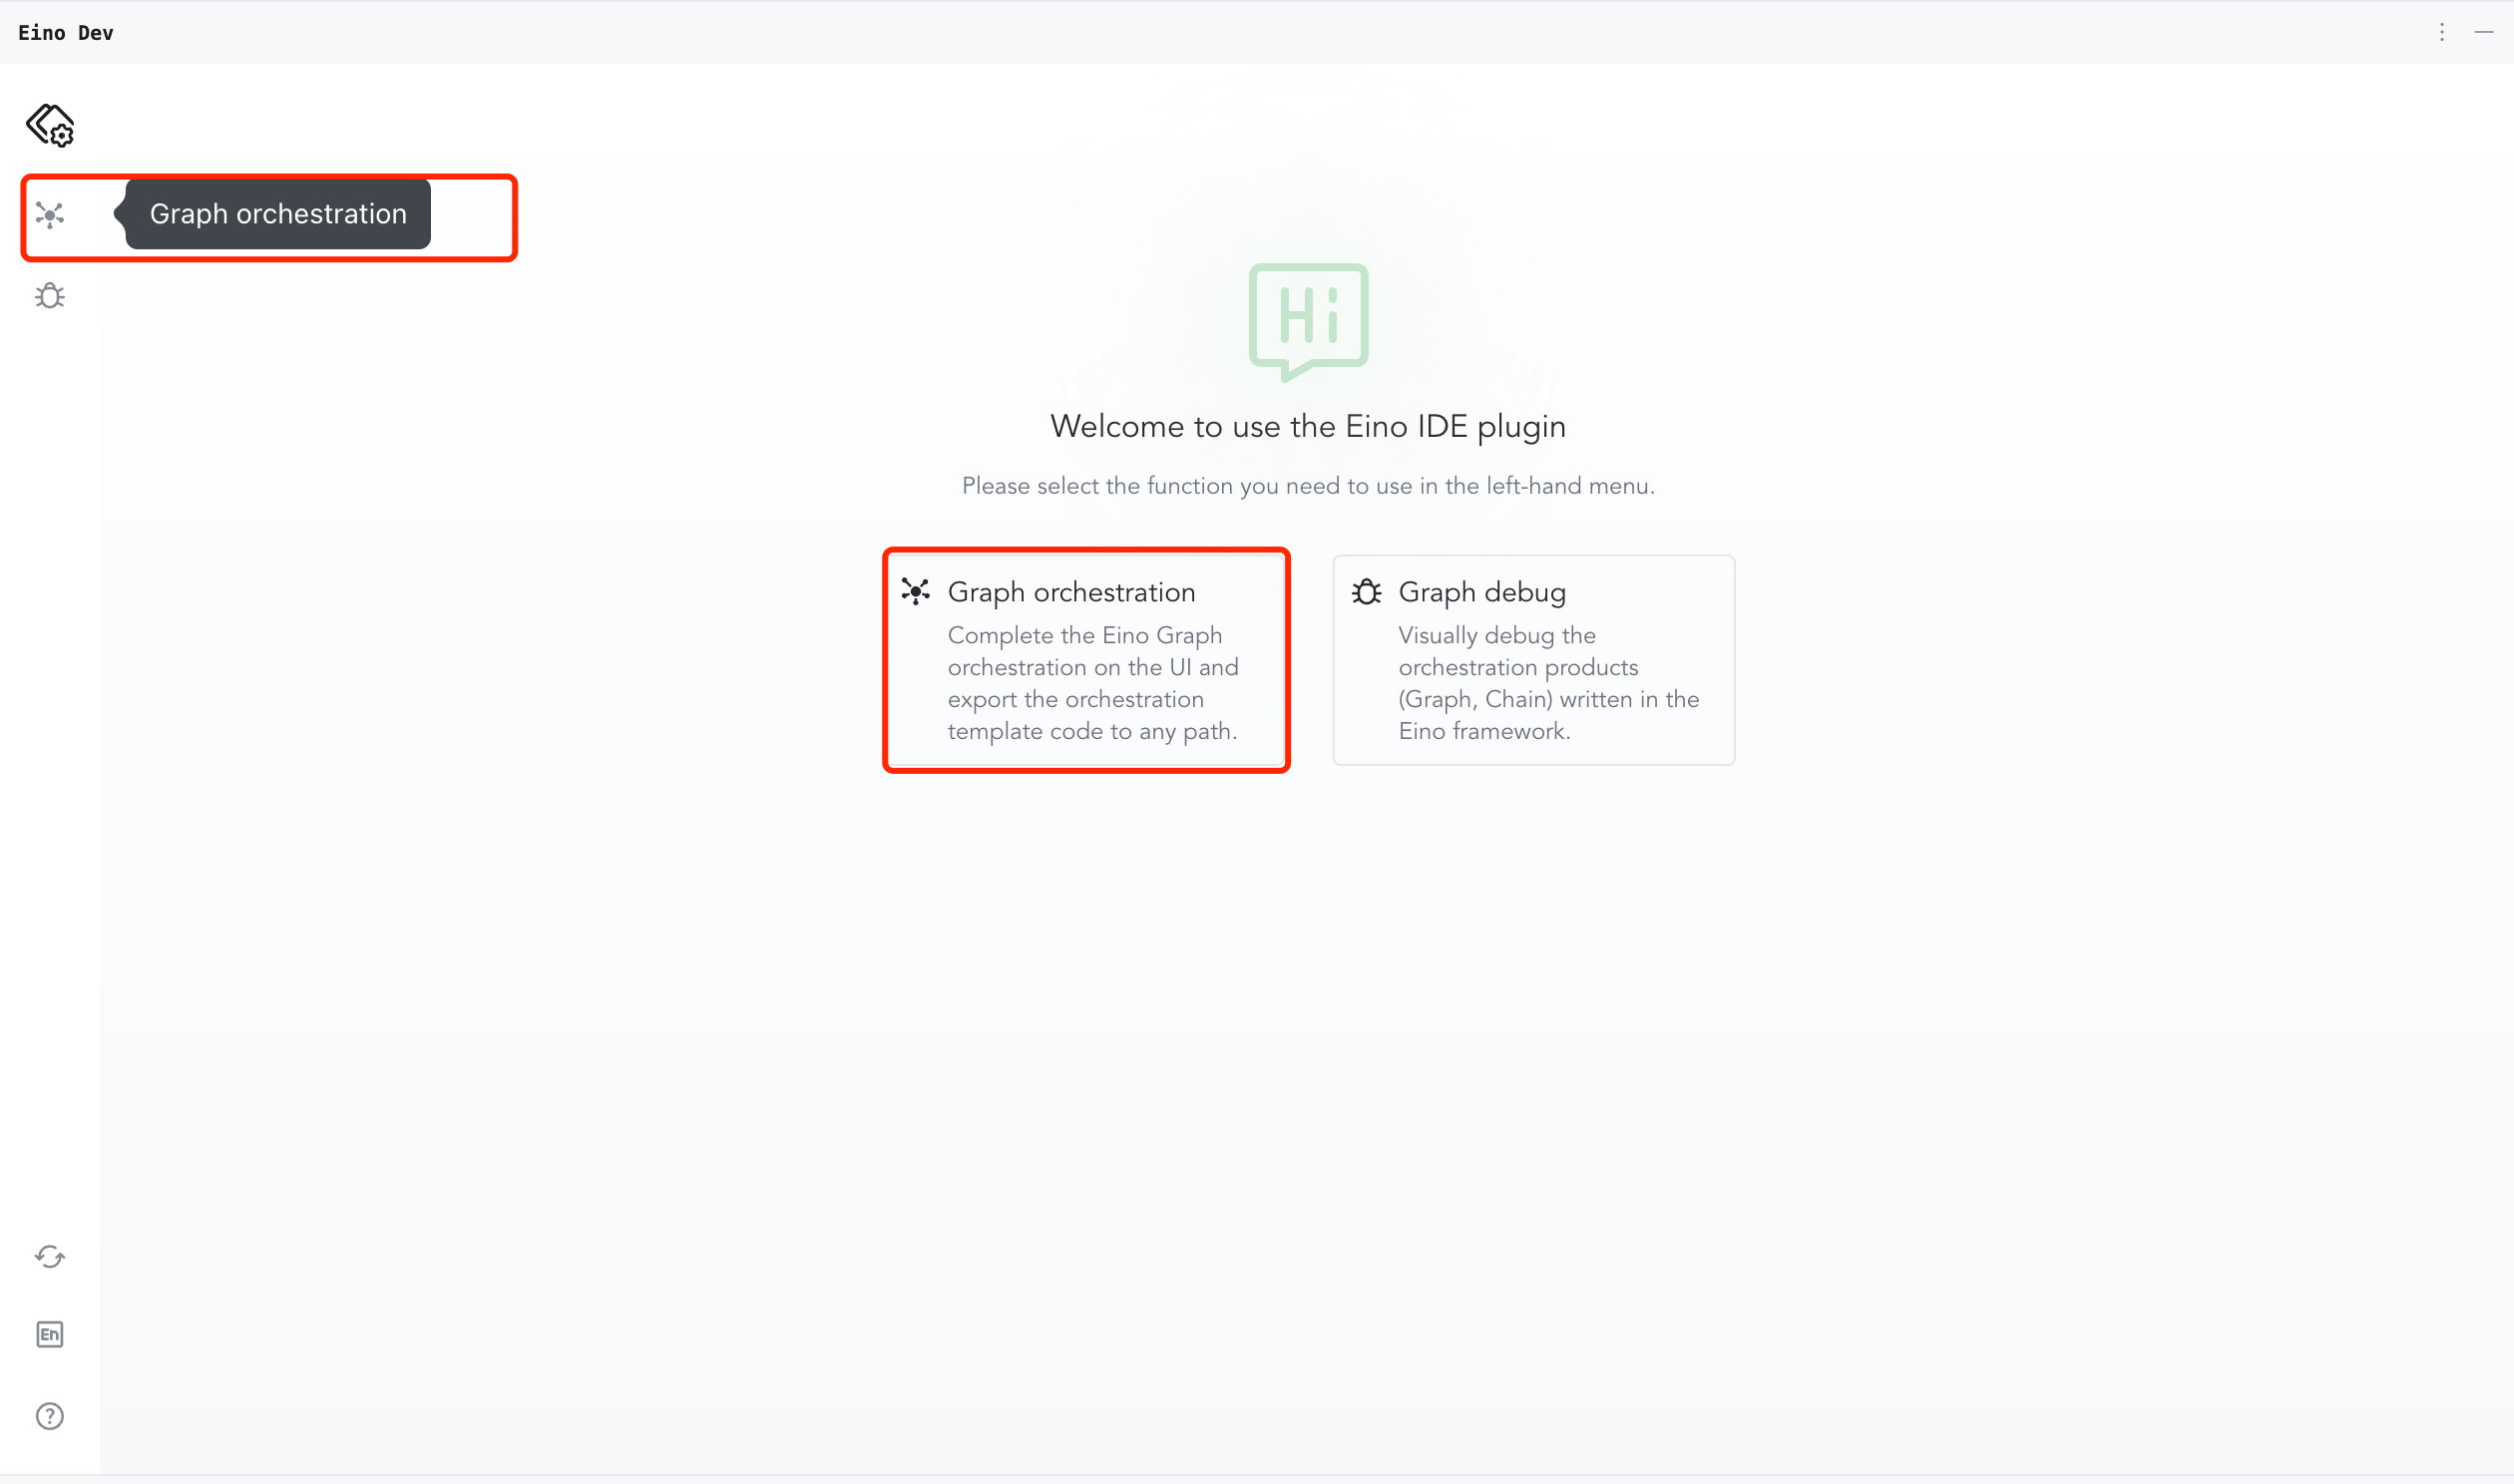 Eino Dev
Graph orchestration
Hi
Welcome to use the Eino IDE plugin
Please select the function you need to use in the left-hand menu.
Graph orchestration
Complete the Eino Graph
orchestration on the UI and
export the orchestration
template code to any path.
Graph debug
Visually debug the
orchestration products
(Graph, Chain) written in the
Eino framework.
En
?